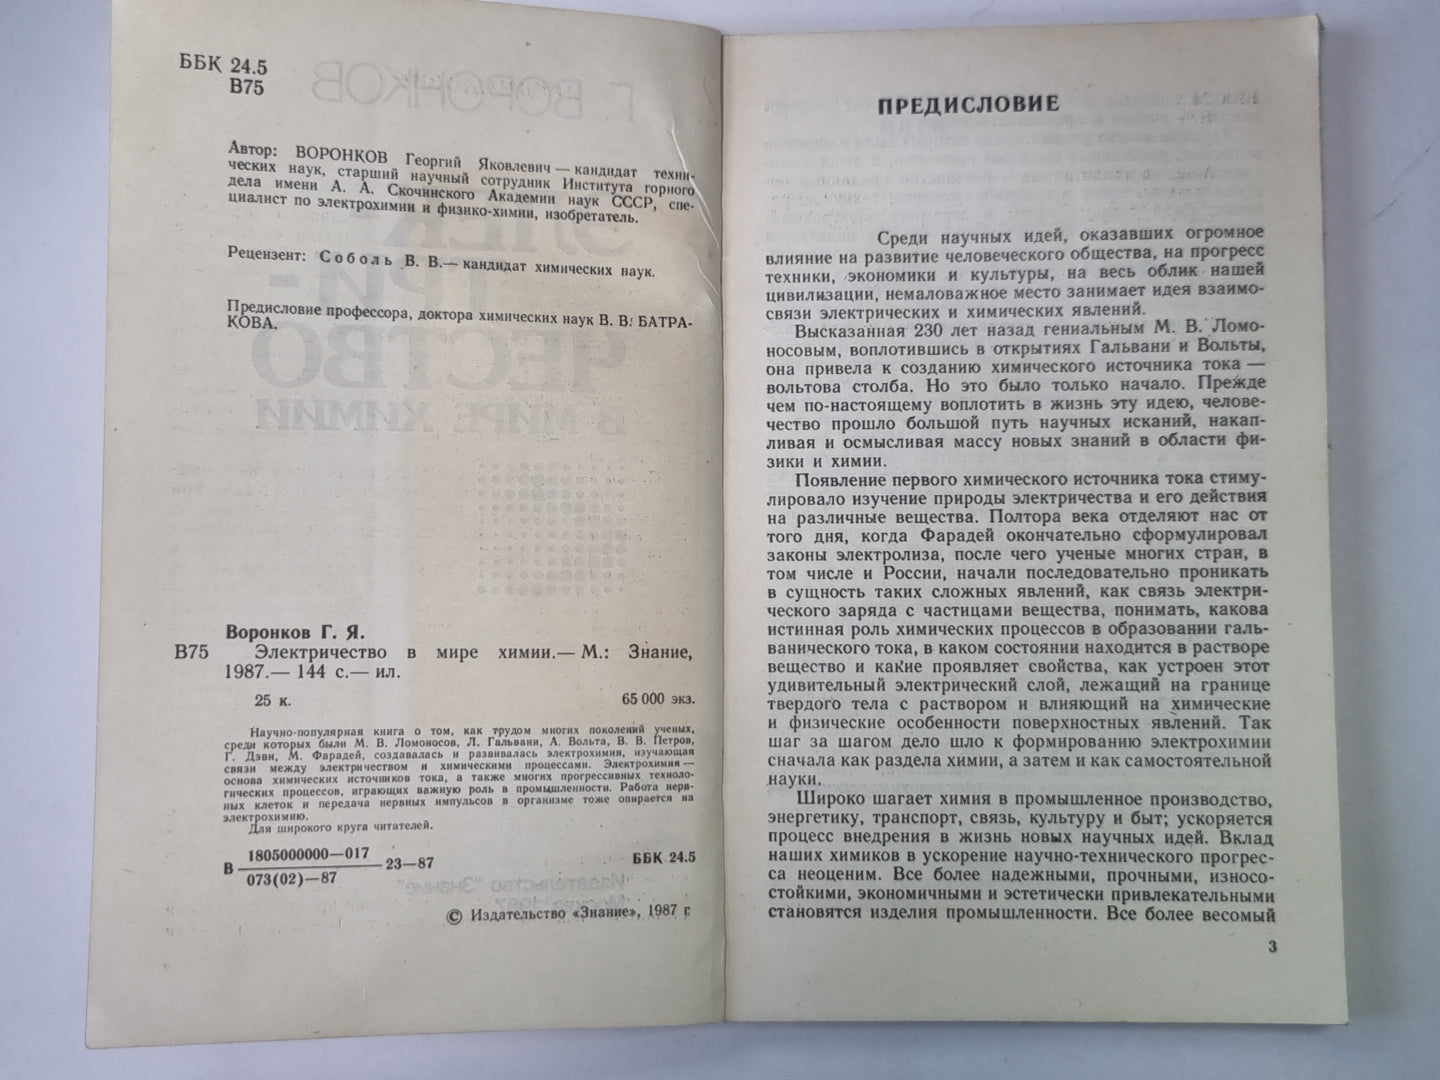 ББК 24.5
В75
Автор: ВОРОНКОВ Георгий Яковлевич — кандидат техни-
ческих наук, старший научный сотрудник Института горного
дела имени А. А. Скочинского Академии наук СССР, спе-
циалист по электрохимии и физико-химии, изобретатель.
Рецензент: Соболь В. В.— кандидат химических наук.
Предисловие профессора, доктора химических наук В. В. БАТРА-
КОВА.
Воронков Г. Я.
В75 Электричество в мире химии.— М.: Знание,
1987.— 144 с.— ил.
25 к. 65 000 экз.
Научно-популярная книга о том, как трудом многих поколений ученых,
среди которых были М. В. Ломоносов, Л. Гальвани, А. Вольта, В. В. Петров,
Г. Дэви, М. Фарадей, создавалась и развивалась электрохимия, изучающая
связи между электричеством и химическими процессами. Электрохимия —
основа химических источников тока, а также многих прогрессивных техноло-
гических процессов, играющих важную роль в промышленности. Работа нерв-
ных клеток и передача нервных импульсов в организме тоже опирается на
электрохимию.
Для широкого круга читателей.
В 1805000000—017 23—87
073(02)—87
ББК 24.5
© Издательство «Знание», 1987 г.
ПРЕДИСЛОВИЕ
Среди научных идей, оказавших огромное
влияние на развитие человеческого общества, на прогресс
техники, экономики и культуры, на весь облик нашей
цивилизации, немаловажное место занимает идея взаимо-
связи электрических и химических явлений.
Высказанная 230 лет назад гениальным М. В. Ломо-
носовым, воплотившись в открытиях Гальвани и Вольты,
она привела к созданию химического источника тока —
вольтова столба. Но это было только начало. Прежде
чем по-настоящему воплотить в жизнь эту идею, челове-
чество прошло большой путь научных исканий, накап-
ливая и осмысливая массу новых знаний в области фи-
зики и химии.
Появление первого химического источника тока стиму-
лировало изучение природы электричества и его действия
на различные вещества. Полтора века отделяют нас от
того дня, когда Фарадей окончательно сформулировал
законы электролиза, после чего ученые многих стран, в
том числе и России, начали последовательно проникать
в сущность таких сложных явлений, как связь электри-
ческого заряда с частицами вещества, понимать, какова
истинная роль химических процессов в образовании галь-
ванического тока, в каком состоянии находится в растворе
вещество и какие проявляет свойства, как устроен этот
удивительный электрический слой, лежащий на границе
твердого тела с раствором и влияющий на химические
и физические особенности поверхностных явлений. Так
шаг за шагом дело шло к формированию электрохимии
сначала как раздела химии, а затем и как самостоятельной
науки.
Широко шагает химия в промышленное производство,
энергетику, транспорт, связь, культуру и быт; ускоряется
процесс внедрения в жизнь новых научных идей. Вклад
наших химиков в ускорение научно-технического прогрес-
са неоценим. Все более надежными, прочными, износо-
стойкими, экономичными и эстетически привлекательными
становятся изделия промышленности. Все более весомый
3